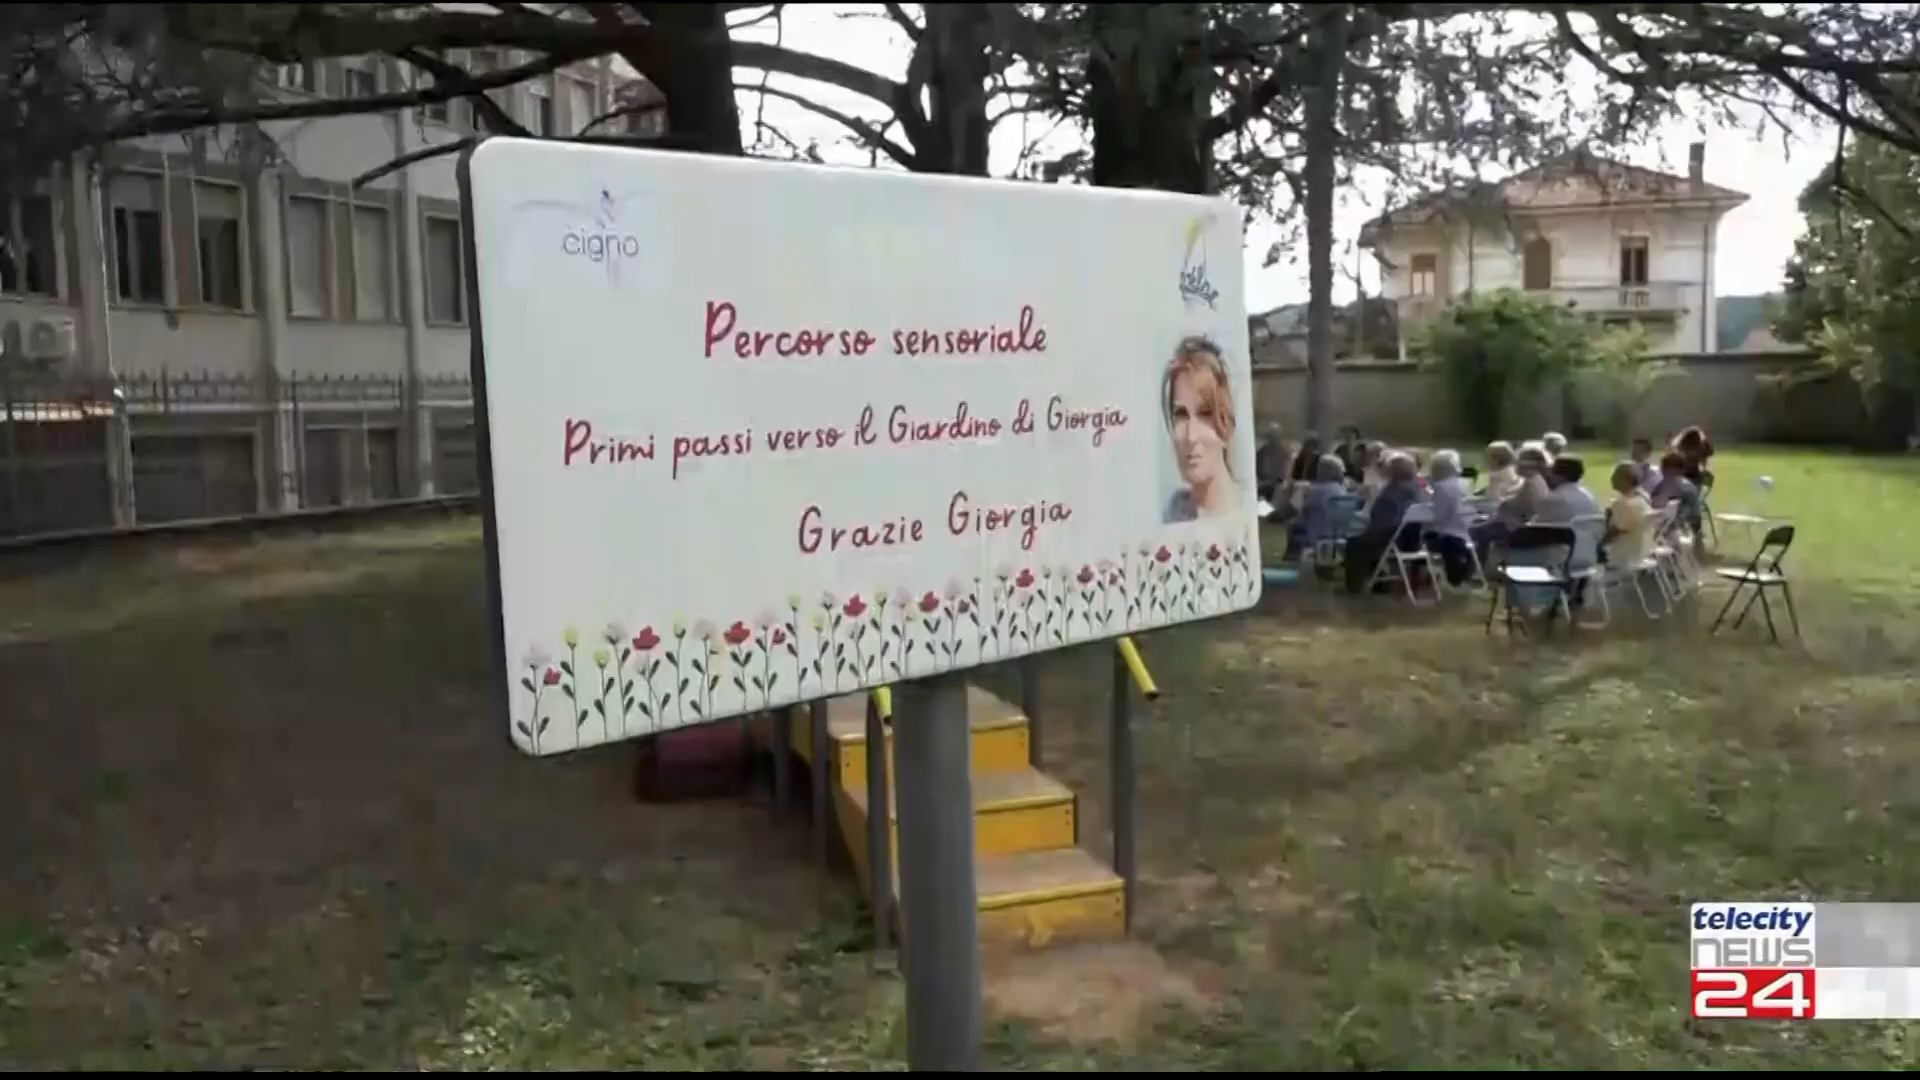 cigno
Percorso sensoriale
Primi passi verso il Giardino di Giorgia
Grazie Giorgia
telecity
NEWS
24